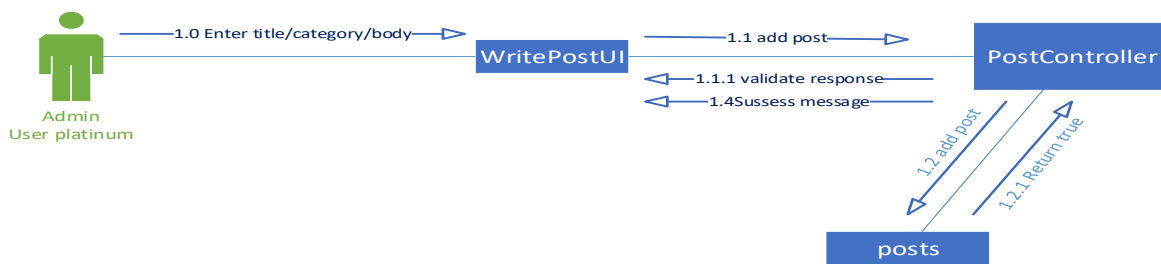 1.0 Enter title/category/body
1.1 add post
WritePostUI
PostController
1.1.1 validate response
1.4Sussess message
Admin
User platinum
1.2 add post
1.2.1 Return true
posts